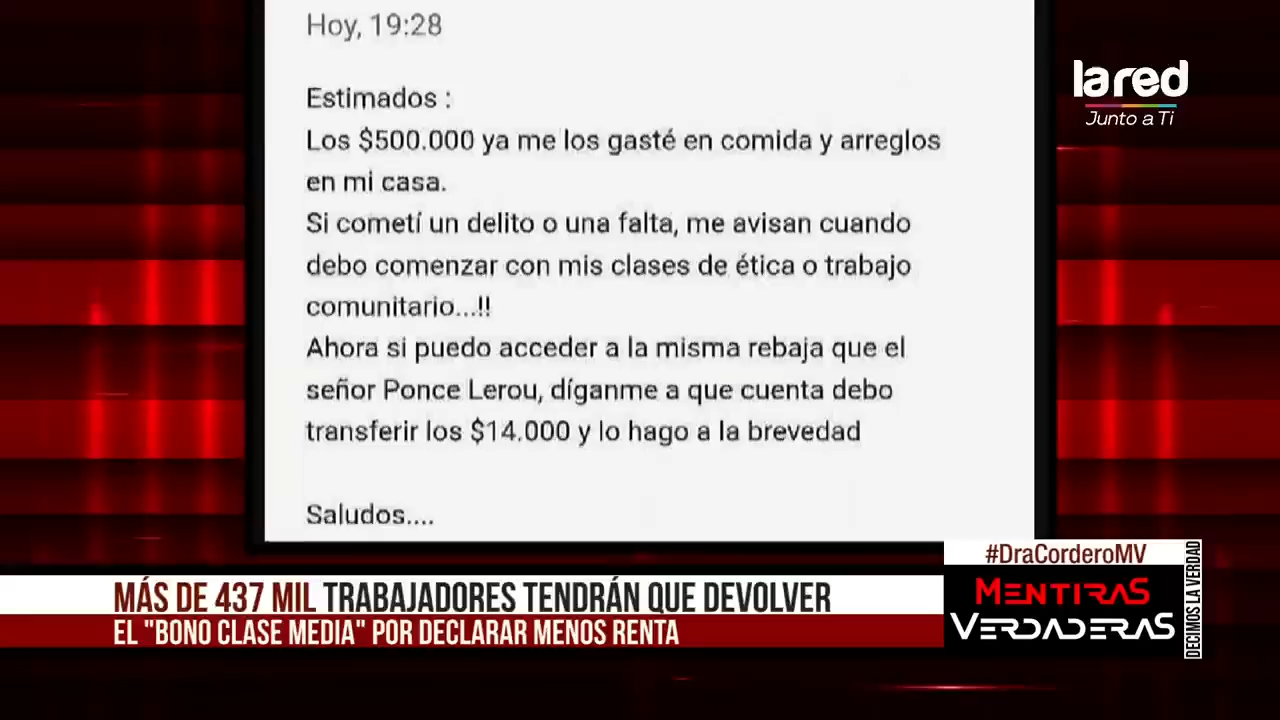 Hoy, 19:28
Estimados :
Los $500.000 ya me los gasté en comida y arreglos
en mi casa.
Si cometí un delito o una falta, me avisan cuando
debo comenzar con mis clases de ética o trabajo
comunitario...!!
Ahora si puedo acceder a la misma rebaja que el
señor Ponce Lerou, díganme a que cuenta debo
transferir los $14.000 y lo hago a la brevedad
Saludos....
lared
Junto a Ti
#DraCorderoMV
MENTIRAS
VERDADERAS
DECIMOS LA VERDAD
MÁS DE 437 MIL TRABAJADORES TENDRÁN QUE DEVOLVER
EL "BONO CLASE MEDIA" POR DECLARAR MENOS RENTA